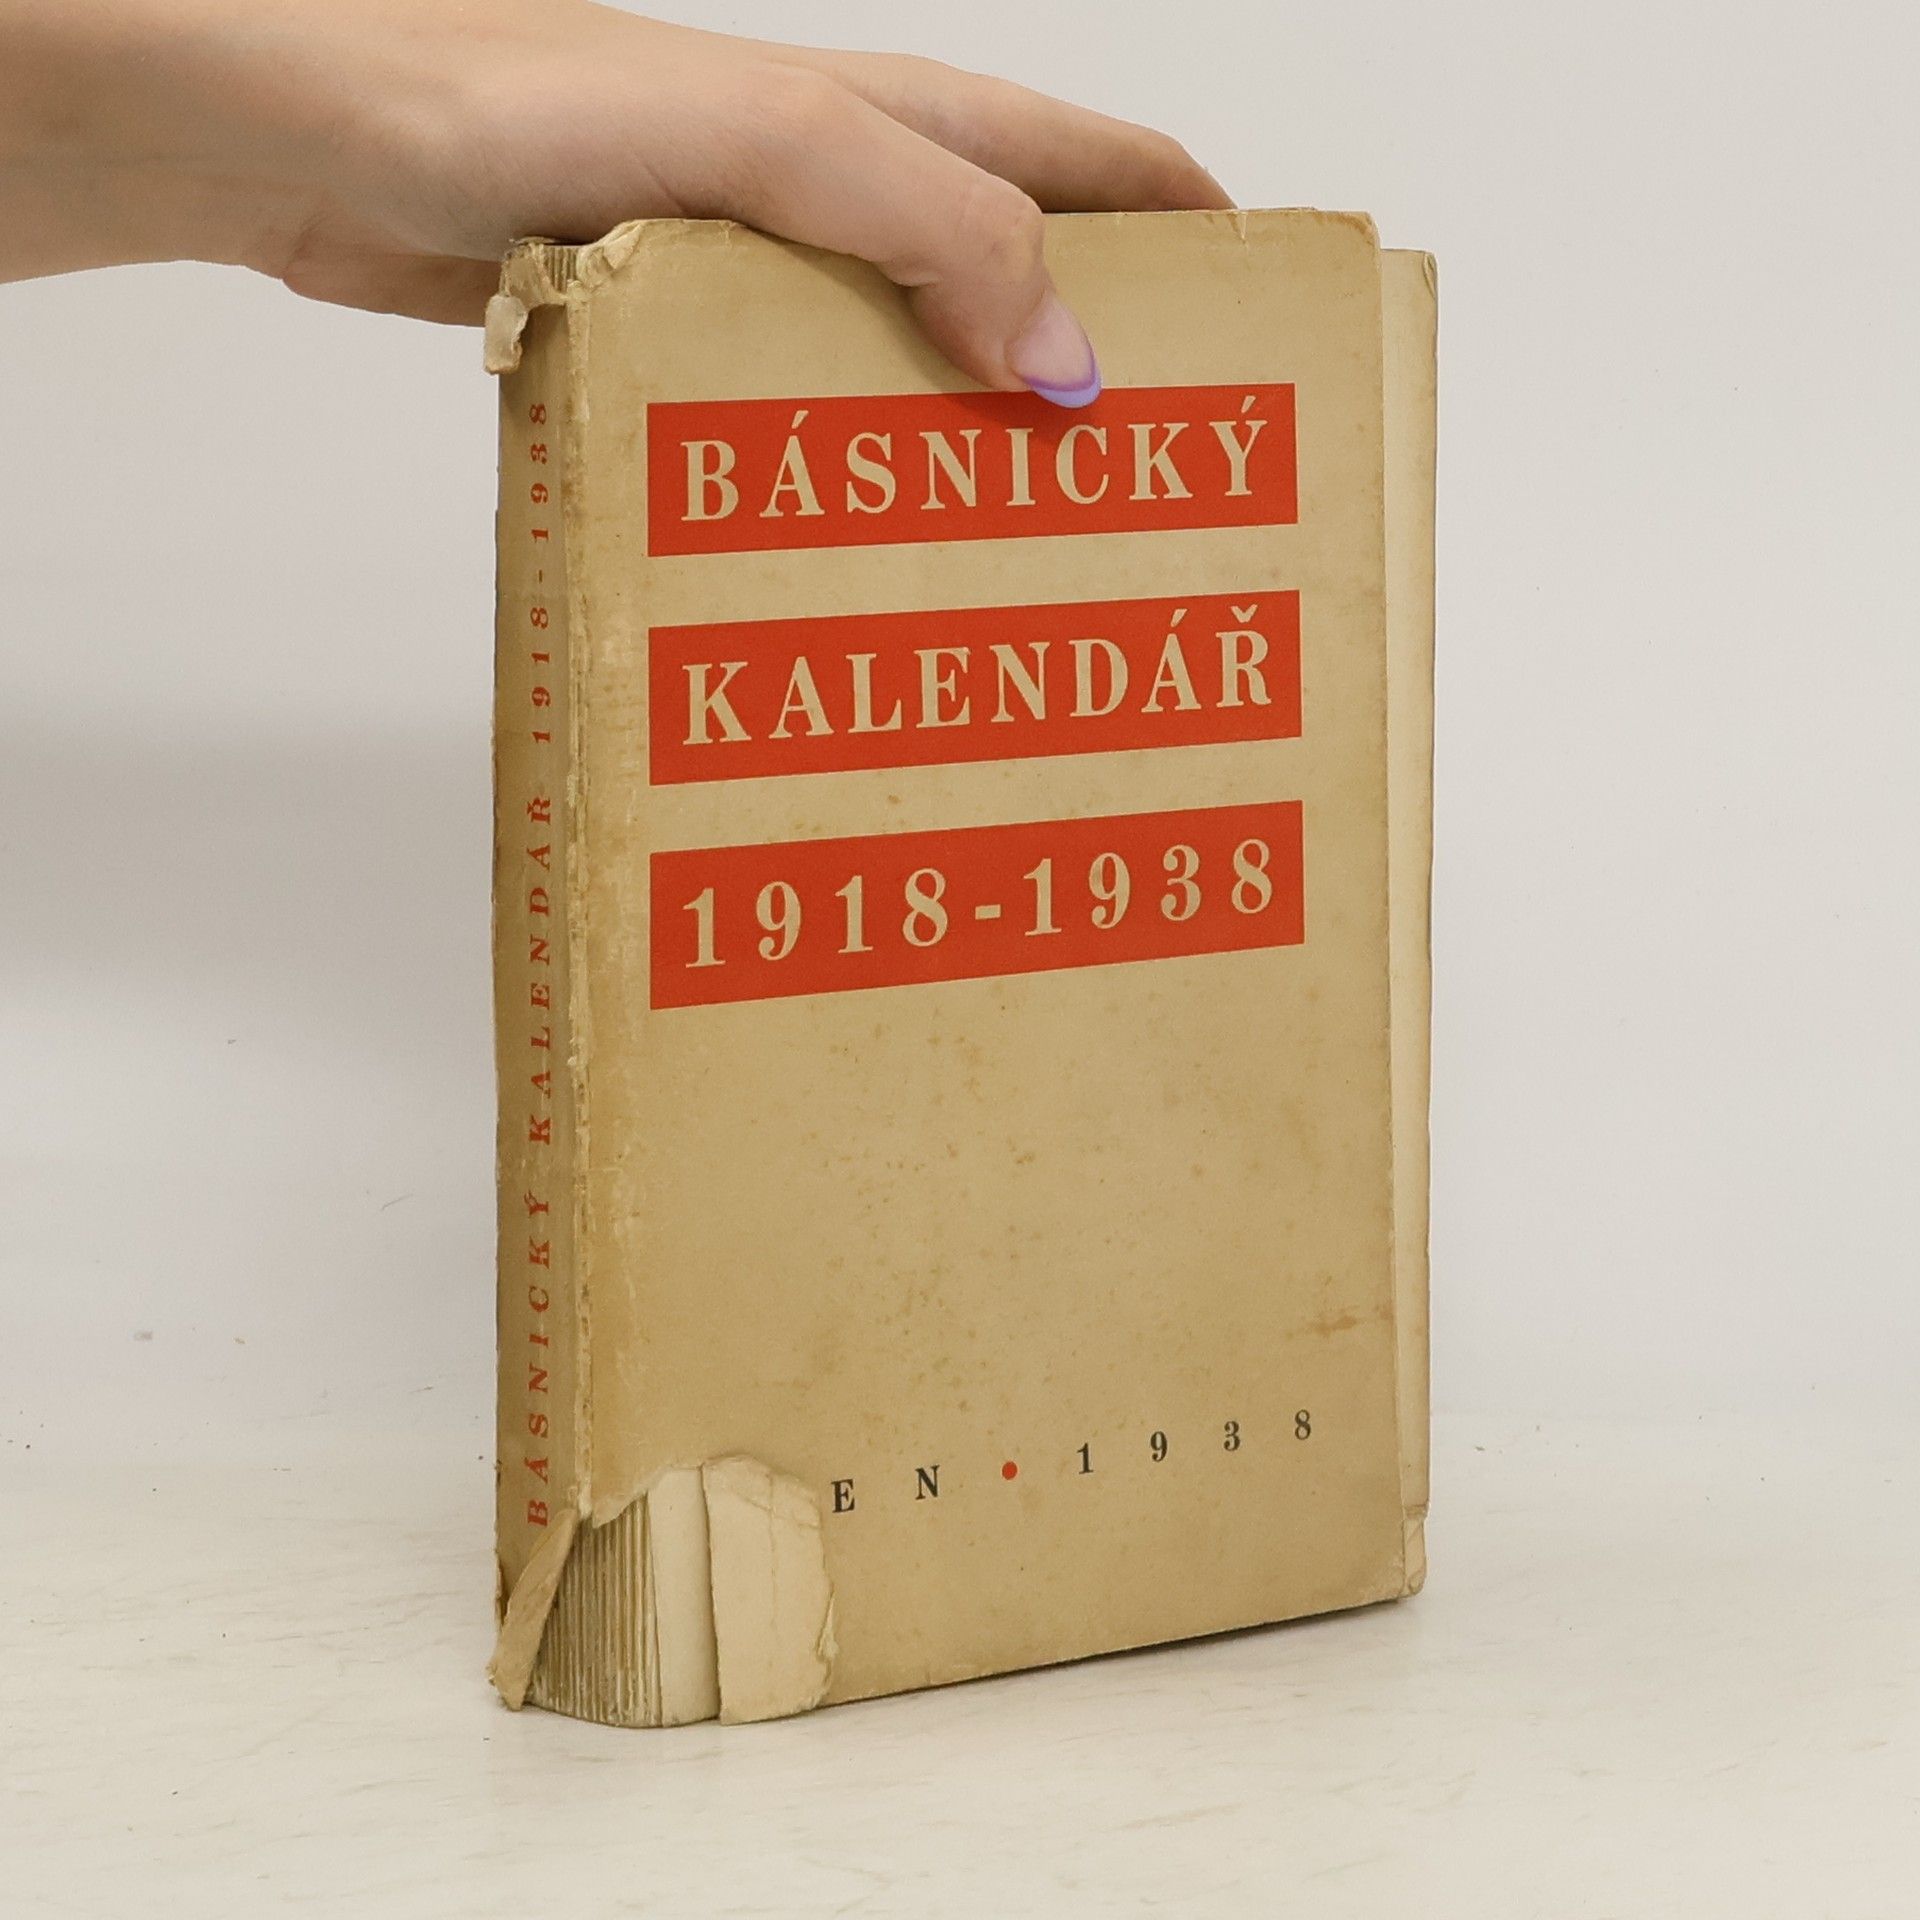 BÁSNICKÝ
KALENDÁŘ
1918-1938
EN • 1938
BÁSNICKÝ KALENDÁŘ 1918-1938